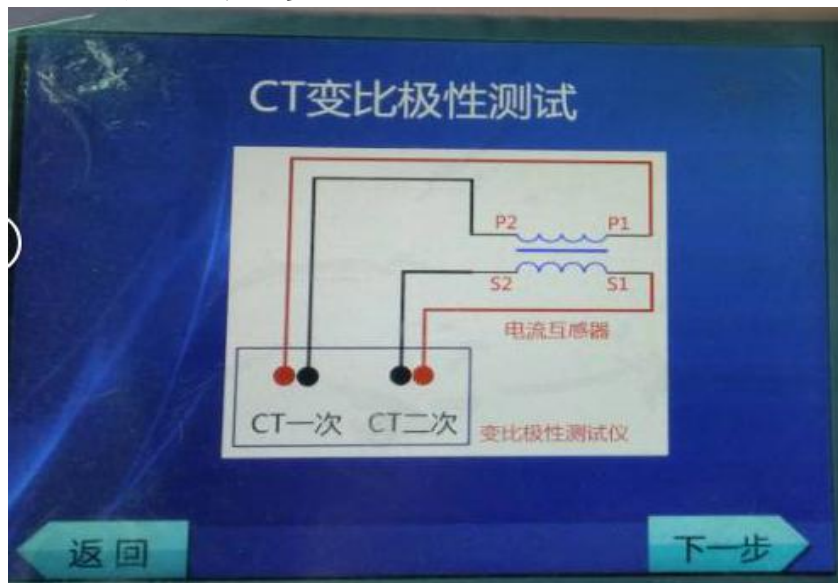 CT变比极性测试
P2 P1
S2 S1
电流互感器
CT一次 CT二次 变比极性测试仪
返回 下一步